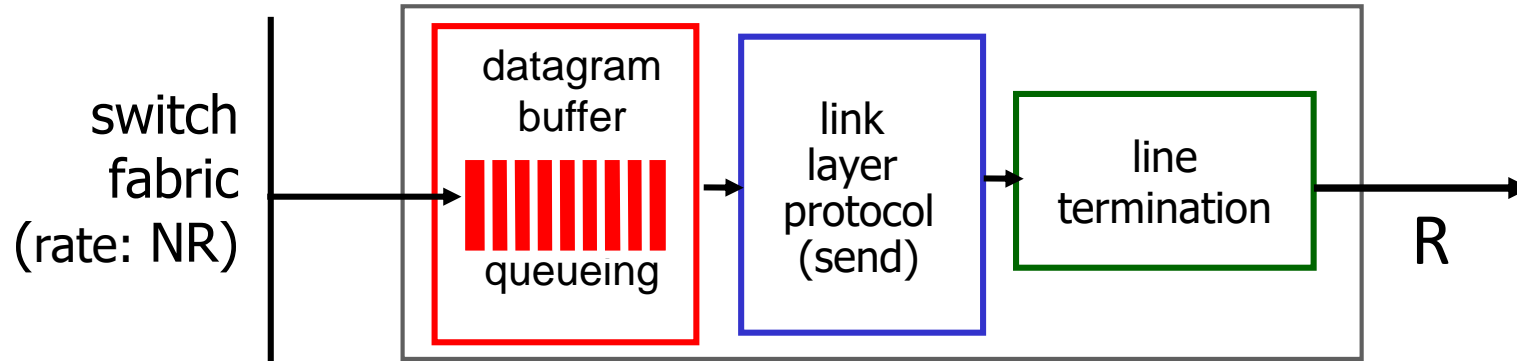 switch
fabric
(rate: NR)
datagram
buffer
queueing
link
layer
protocol
(send)
line
termination
R